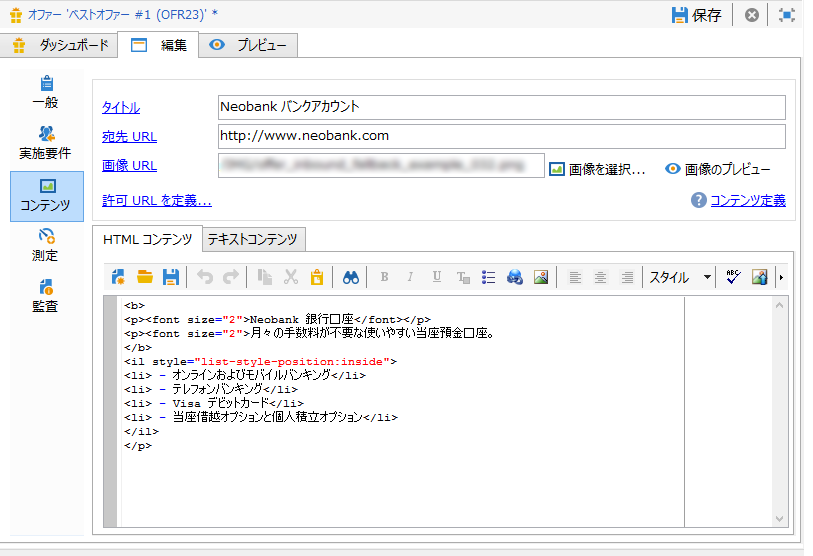 オファー 'ベストオファー #1 (OFR23)' *
保存
ダッシュボード 編集 プレビュー
一般
実施要件
コンテンツ
測定
監査
タイトル Neobank バンクアカウント
宛先 URL http://www.neobank.com
画像 URL 画像を選択... 画像のプレビュー
許可 URL を定義... コンテンツ定義
HTML コンテンツ テキストコンテンツ
B I U スタイル ABC
<b>
<p><font size="2">Neobank 銀行口座</font></p>
<p><font size="2">月々の手数料が不要な使いやすい当座預金口座。
</b>
<il style="list-style-position:inside">
<li> - オンラインおよびモバイルバンキング</li>
<li> - テレフォンバンキング</li>
<li> - Visa デビットカード</li>
<li> - 当座借越オプションと個人積立オプション</li>
</il>
</p>